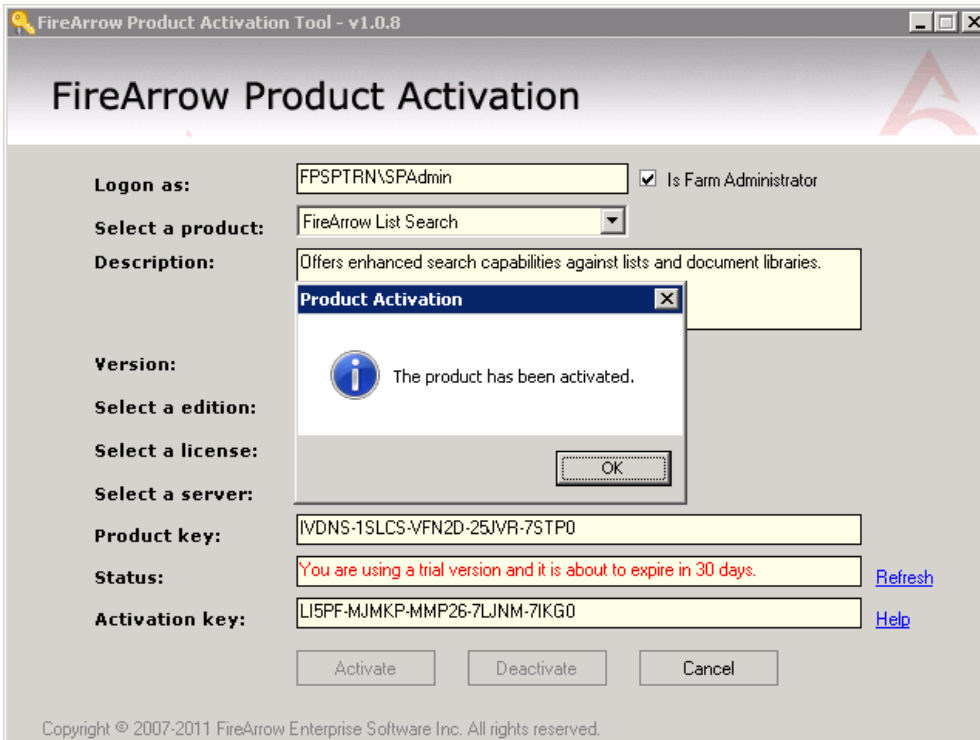 FireArrow Product Activation Tool - v1.0.8
FireArrow Product Activation
Logon as: FPSPTRN\SPAdmin Is Farm Administrator
Select a product: FireArrow List Search
Description: Offers enhanced search capabilities against lists and document libraries.
Product Activation
The product has been activated.
OK
Version:
Select a edition:
Select a license:
Select a server:
Product key: IVDNS-1SLCS-VFN2D-25JVR-7STP0
Status: You are using a trial version and it is about to expire in 30 days. Refresh
Activation key: LI5PF-MJMKP-MMP26-7LJNM-7IKG0 Help
Activate Deactivate Cancel
Copyright © 2007-2011 FireArrow Enterprise Software Inc. All rights reserved.